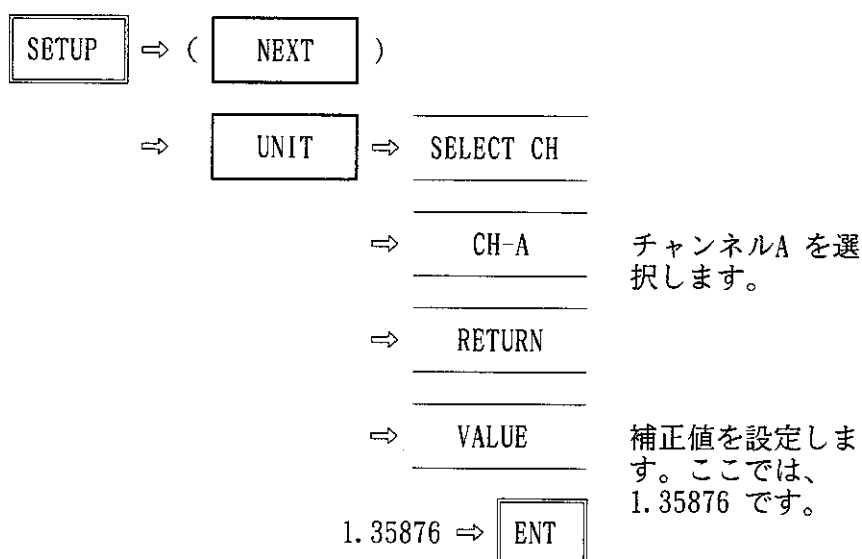 SETUP ⇨ ( NEXT )
⇨ UNIT ⇨ SELECT CH
⇨ CH-A チャンネルA を選
択します。
⇨ RETURN
⇨ VALUE 補正値を設定しま
す。ここでは、
1.35876 です。
1.35876 ⇨ ENT